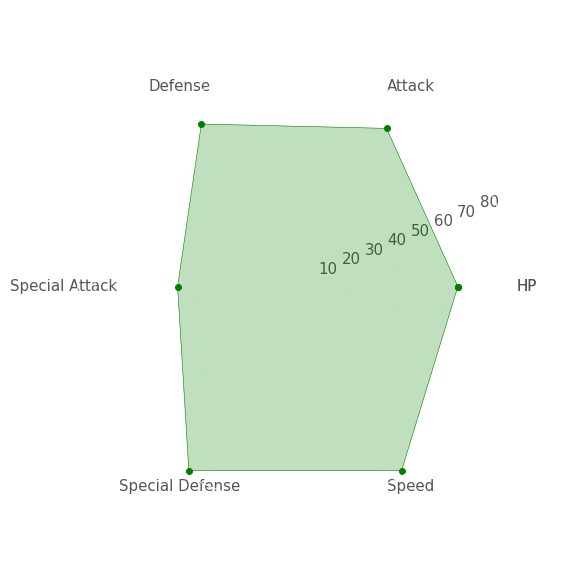 Defense
Attack
80
70
60
50
40
30
20
10
Special Attack
HP
Special Defense
Speed